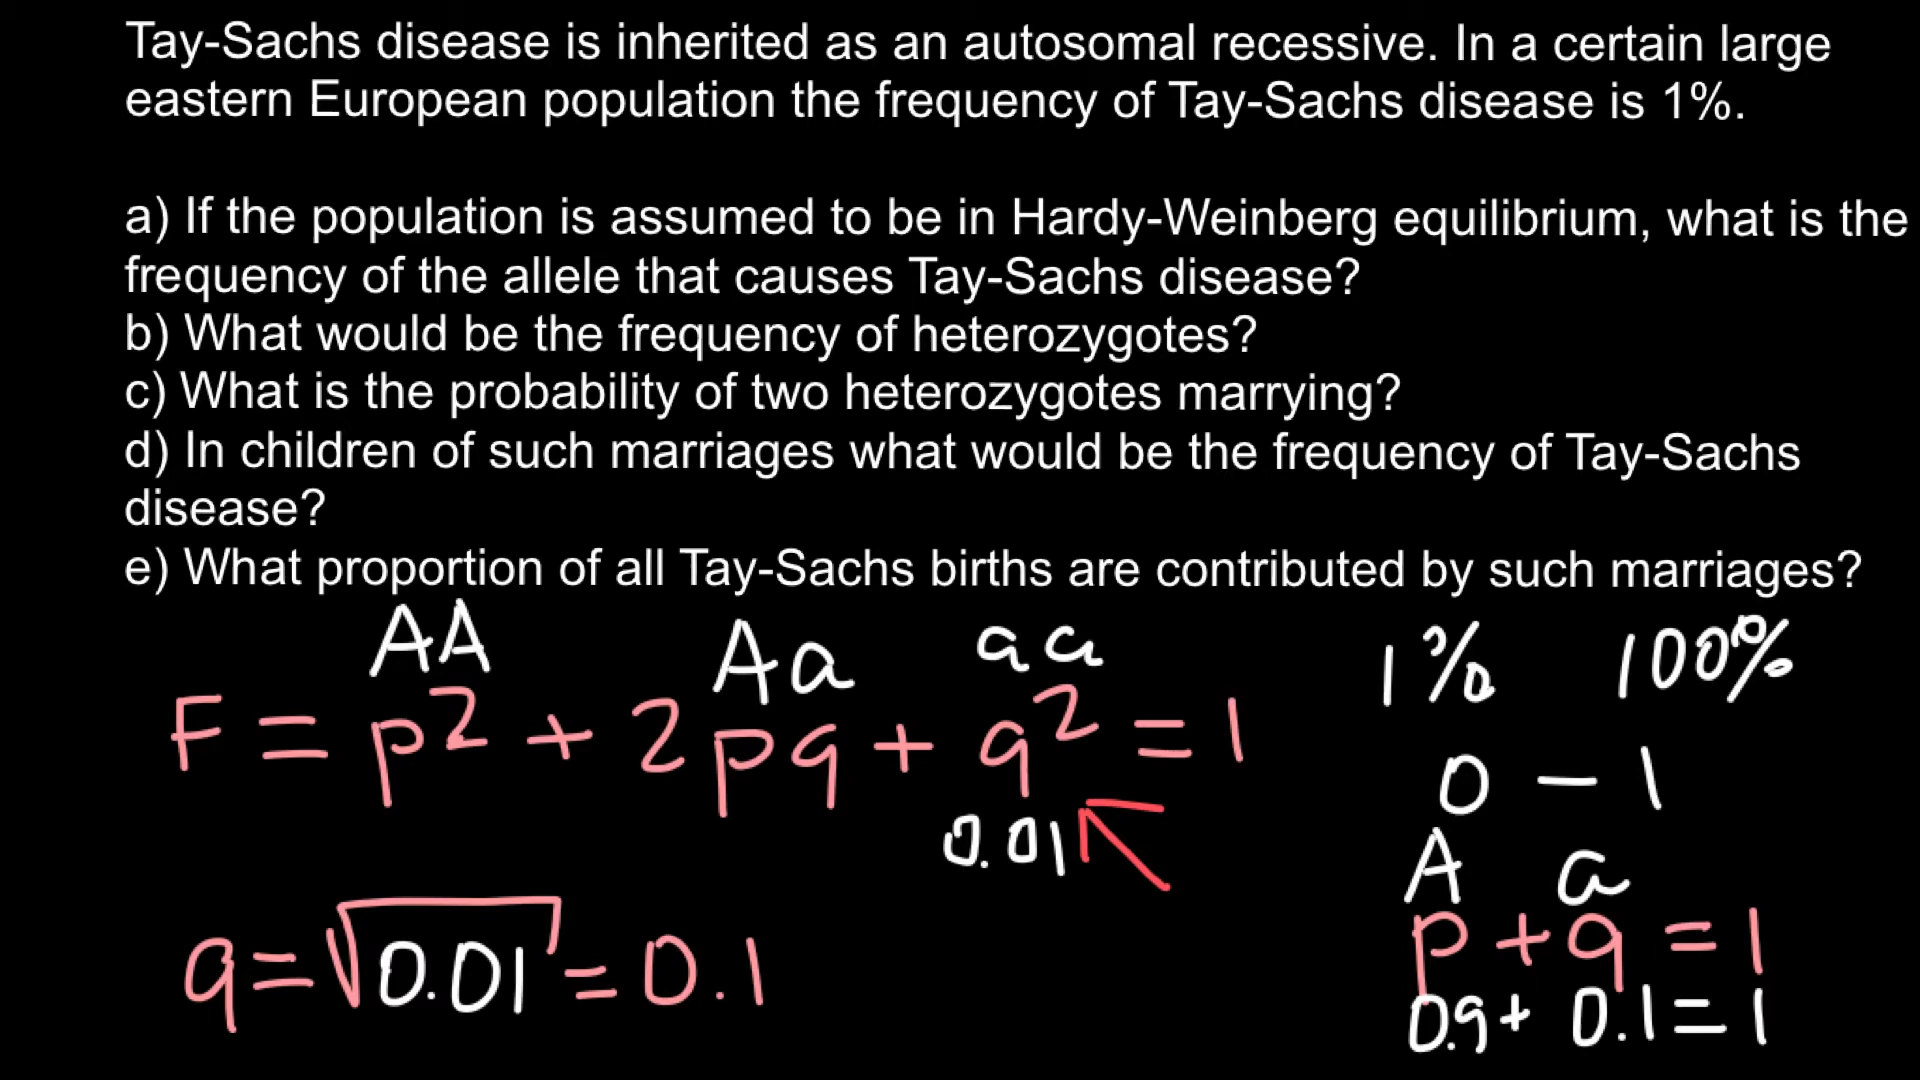 Tay-Sachs disease is inherited as an autosomal recessive. In a certain large
eastern European population the frequency of Tay-Sachs disease is 1%.
a) If the population is assumed to be in Hardy-Weinberg equilibrium, what is the
frequency of the allele that causes Tay-Sachs disease?
b) What would be the frequency of heterozygotes?
c) What is the probability of two heterozygotes marrying?
d) In children of such marriages what would be the frequency of Tay-Sachs
disease?
e) What proportion of all Tay-Sachs births are contributed by such marriages?
AA Aa aa
F = p² + 2pq + q² = 1
0.01
q = √0.01 = 0.1
1% 100%
0 – 1
A a
p + q = 1
0.9 + 0.1 = 1